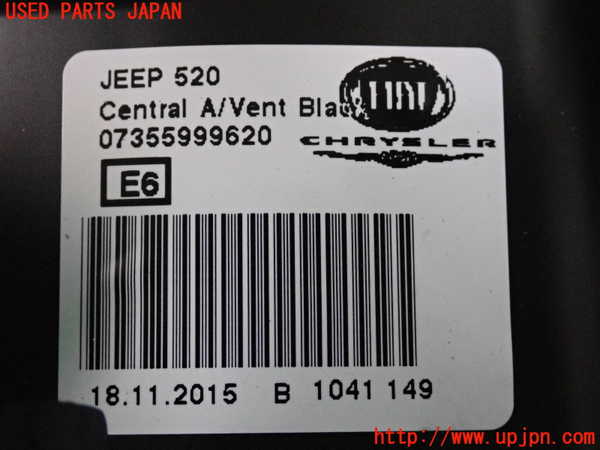 USED PARTS JAPAN
JEEP 520
Central A/Vent
FIAT
07355999620
CHRYSLER
E6
18.11.2015 B 1041 149
http://www.upjpn.com/